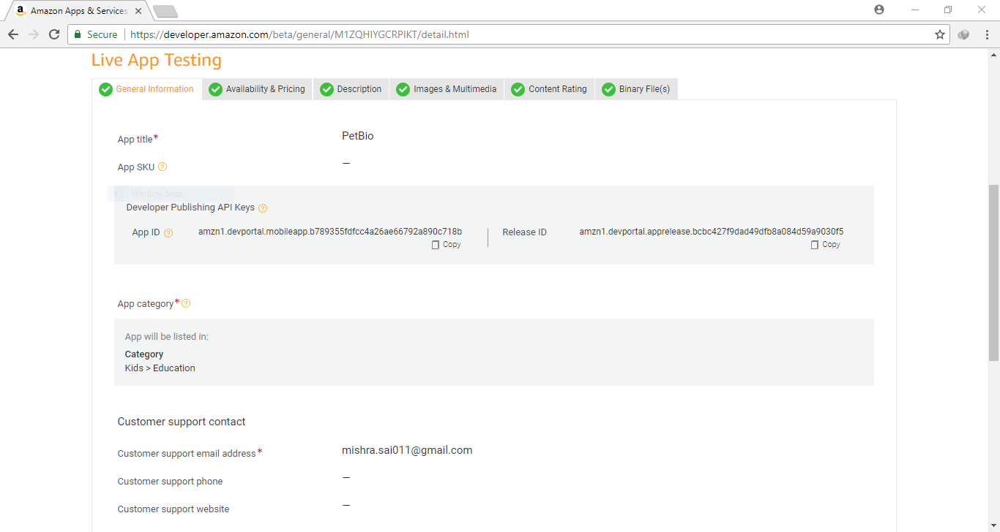 Amazon Apps & Services
Secure
https://developer.amazon.com/beta/general/M1ZQHIYGCRPIKT/detail.html
Live App Testing
General Information
Availability & Pricing
Description
Images & Multimedia
Content Rating
Binary File(s)
App title*
PetBio
App SKU ?
—
Window Snip
Developer Publishing API Keys ?
App ID ?
amzn1.devportal.mobileapp.b789355fdfcc4a26ae66792a890c718b
Copy
Release ID
amzn1.devportal.apprelease.bcbc427f9dad49dfb8a084d59a9030f5
Copy
App category* ?
App will be listed in:
Category
Kids > Education
Customer support contact
Customer support email address*
mishra.sai011@gmail.com
Customer support phone
—
Customer support website
—